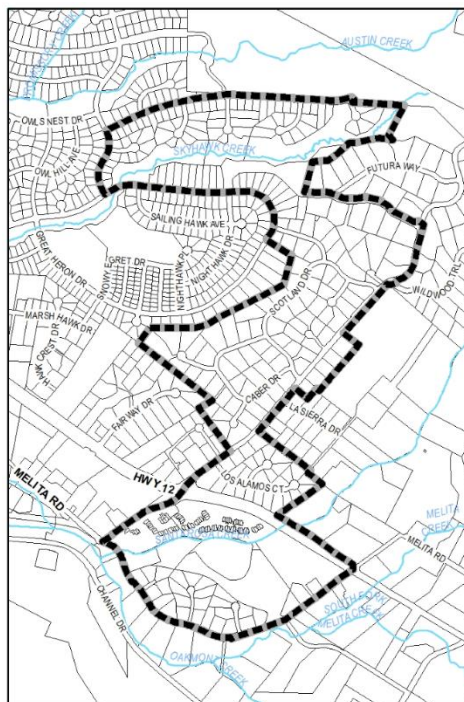 AUSTIN CREEK
OWLS NEST DR
SKYHAWK CREEK
OWL HILL AVE
FUTURA WAY
SAILING HAWK AVE
GREAT HERON DR
SNOWY EGRET DR
NIGHTHAWK PL
NIGHT HAWK DR
SCOTLAND DR
WILDWOOD TRL
MARSH HAWK DR
HAWK CREST DR
CABER DR
FAIRWAY DR
LA SIERRA DR
LOS ALAMOS CT
HWY 12
MELITA RD
MELITA CREEK
MELITA RD
SANTA ROSA CREEK
CHANNEL DR
SOUTH FORK MELITA CREEK
OAKMONT CREEK